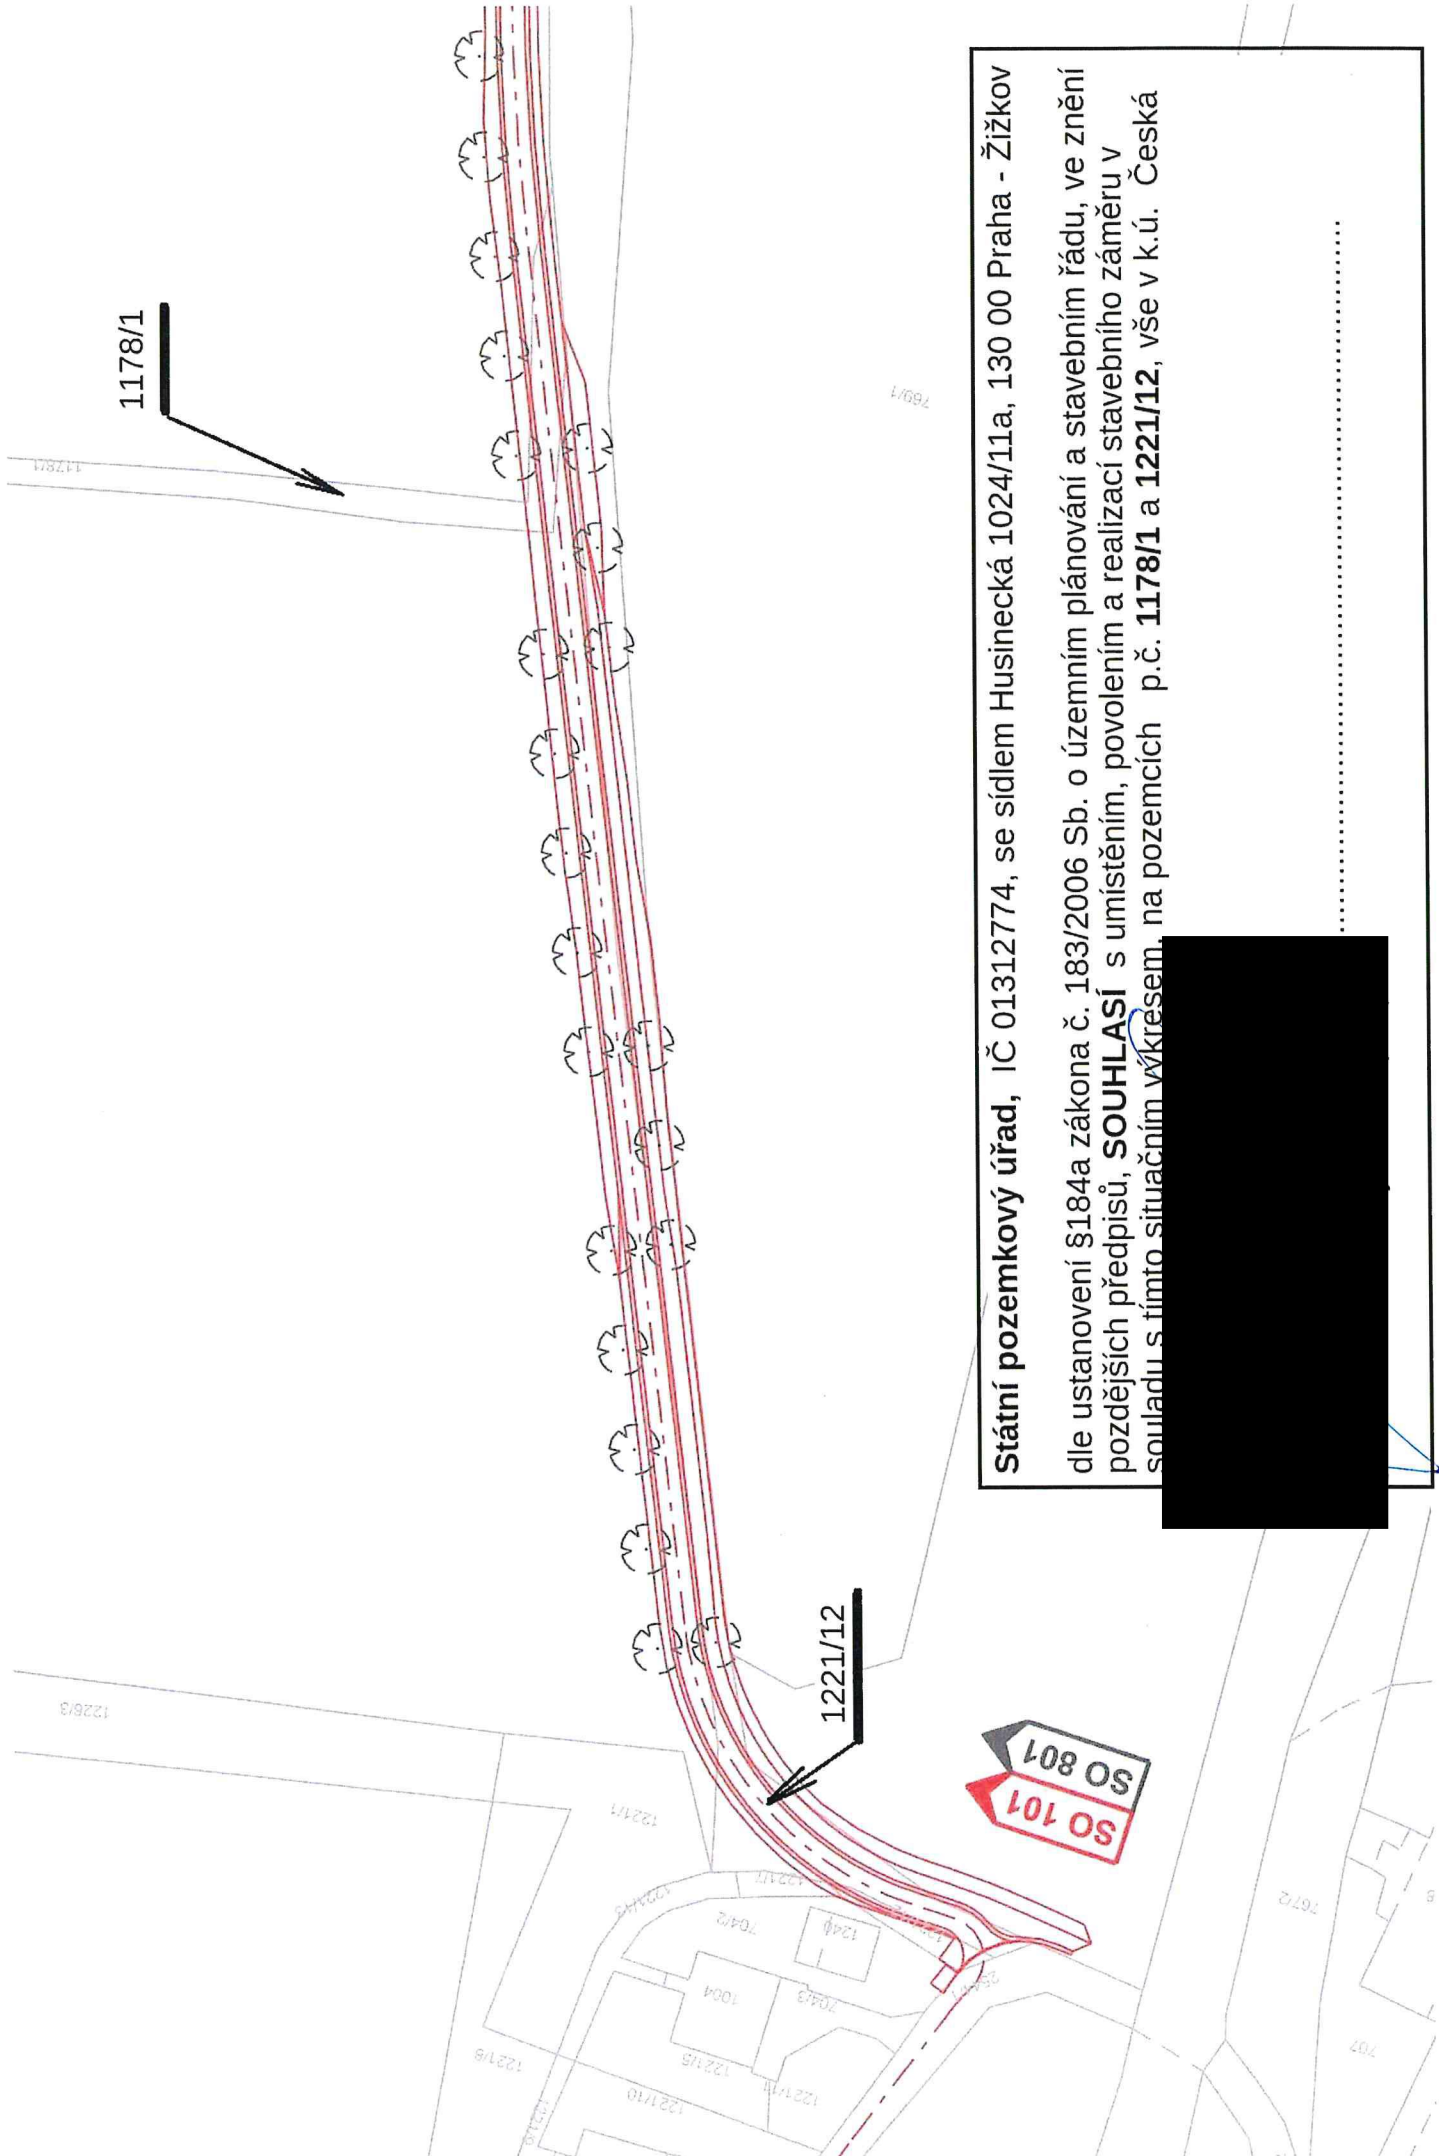 1178/1
1178/1
769/1
Státní pozemkový úřad, IČ 01312774, se sídlem Husinecká 1024/11a, 130 00 Praha - Žižkov
dle ustanovení §184a zákona č. 183/2006 Sb. o územním plánování a stavebním řádu, ve znění
pozdějších předpisů, SOUHLASÍ s umístěním, povolením a realizací stavebního záměru v
souladu s tímto situačním výkresem, na pozemcích p.č. 1178/1 a 1221/12, vše v k.ú. Česká
1221/12
SO 101
SO 801
1226/3
1221/1
1221/7
704/2
1004
704/3
1221/5
1221/10
1221/11
1221/8
767/2
707